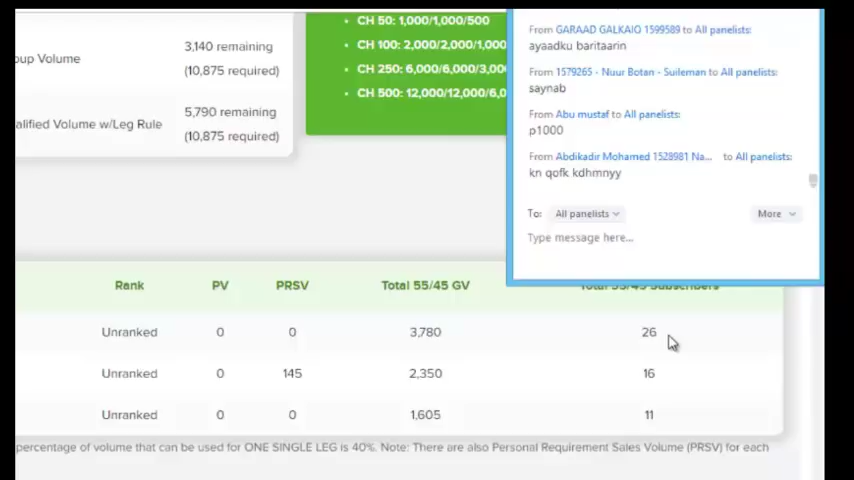 oup Volume
3,140 remaining
(10,875 required)
alified Volume w/Leg Rule
5,790 remaining
(10,875 required)
• CH 50: 1,000/1,000/500
• CH 100: 2,000/2,000/1,000
• CH 250: 6,000/6,000/3,00
• CH 500: 12,000/12,000/6,0
From GARAAD GALKAIO 1599589 to All panelists:
ayaadku baritaarin
From 1579265 - Nuur Botan - Suileman to All panelists:
saynab
From Abu mustaf to All panelists:
p1000
From Abdikadir Mohamed 1528981 Na... to All panelists:
kn qofk kdhmnyy
To: All panelists
More
Type message here...
Rank PV PRSV Total 55/45 GV Total 55/45 Subscribers
Unranked 0 0 3,780 26
Unranked 0 145 2,350 16
Unranked 0 0 1,605 11
percentage of volume that can be used for ONE SINGLE LEG is 40%. Note: There are also Personal Requirement Sales Volume (PRSV) for each